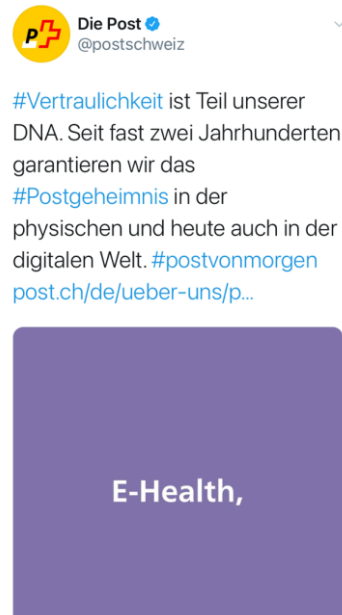 P
Die Post
@postschweiz
#Vertraulichkeit ist Teil unserer
DNA. Seit fast zwei Jahrhunderten
garantieren wir das
#Postgeheimnis in der
physischen und heute auch in der
digitalen Welt. #postvonmorgen
post.ch/de/ueber-uns/p...
E-Health,